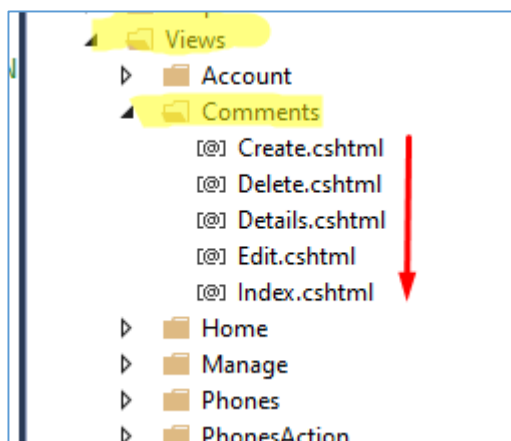 Views
Account
Comments
[@] Create.cshtml
[@] Delete.cshtml
[@] Details.cshtml
[@] Edit.cshtml
[@] Index.cshtml
Home
Manage
Phones
PhonesAction